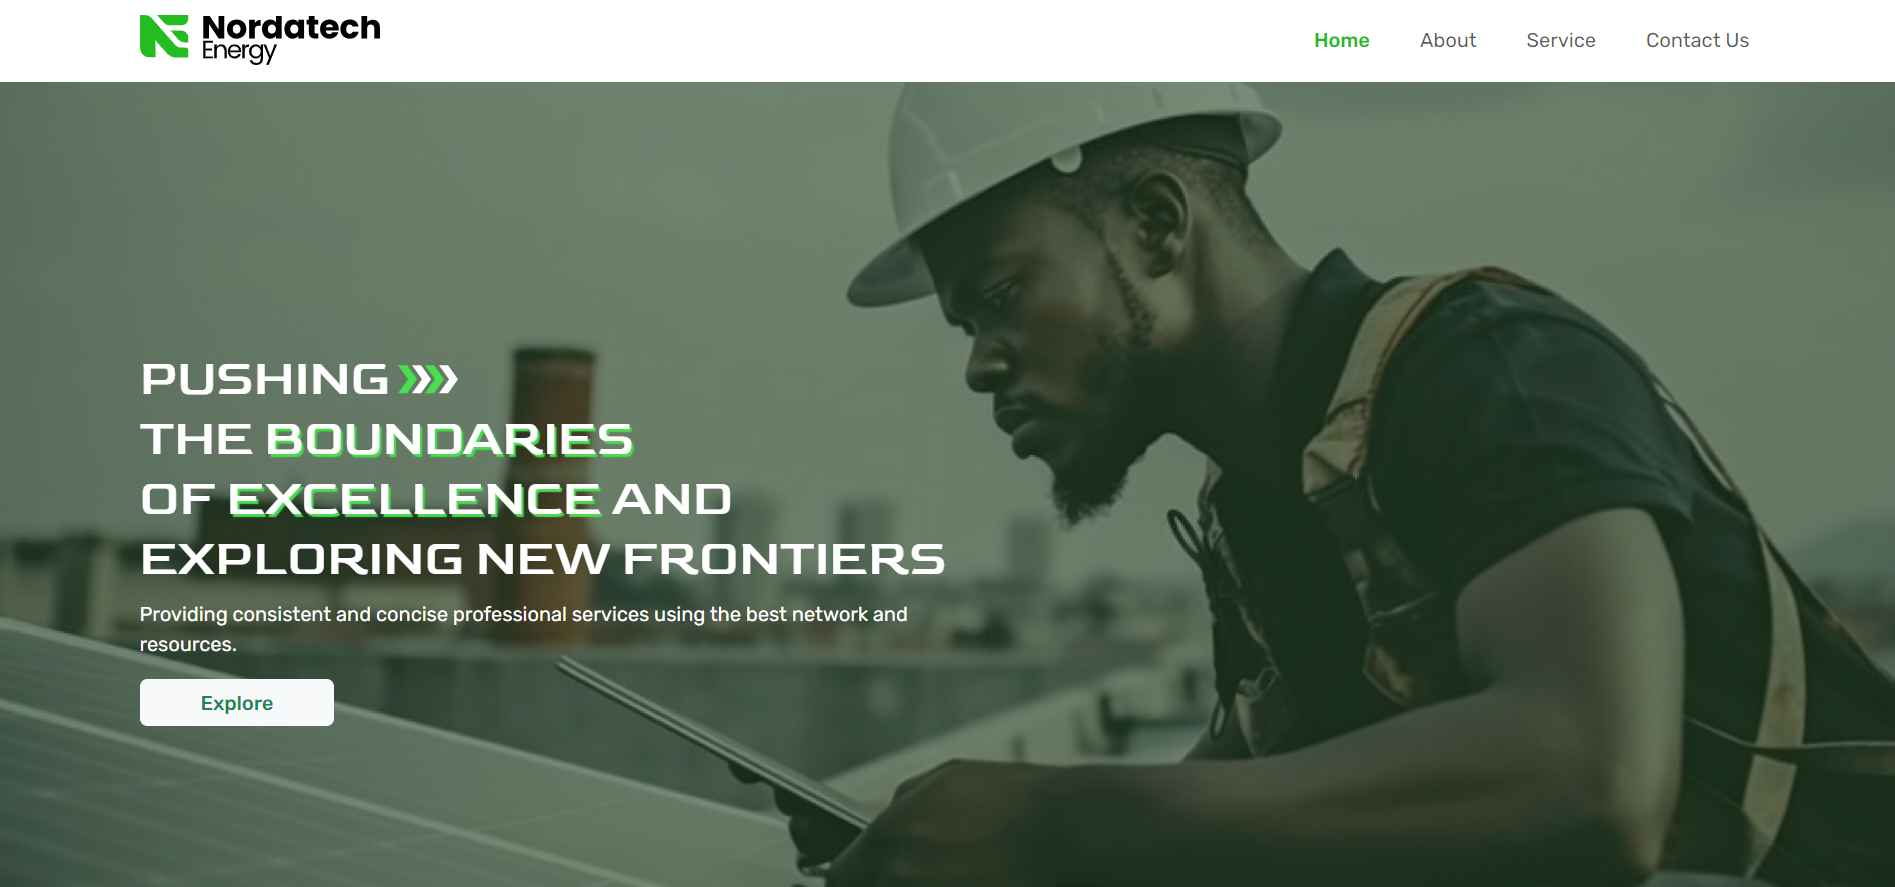 Nordatech
Energy
Home
About
Service
Contact Us
PUSHING
THE BOUNDARIES
OF EXCELLENCE AND
EXPLORING NEW FRONTIERS
Providing consistent and concise professional services using the best network and
resources.
Explore